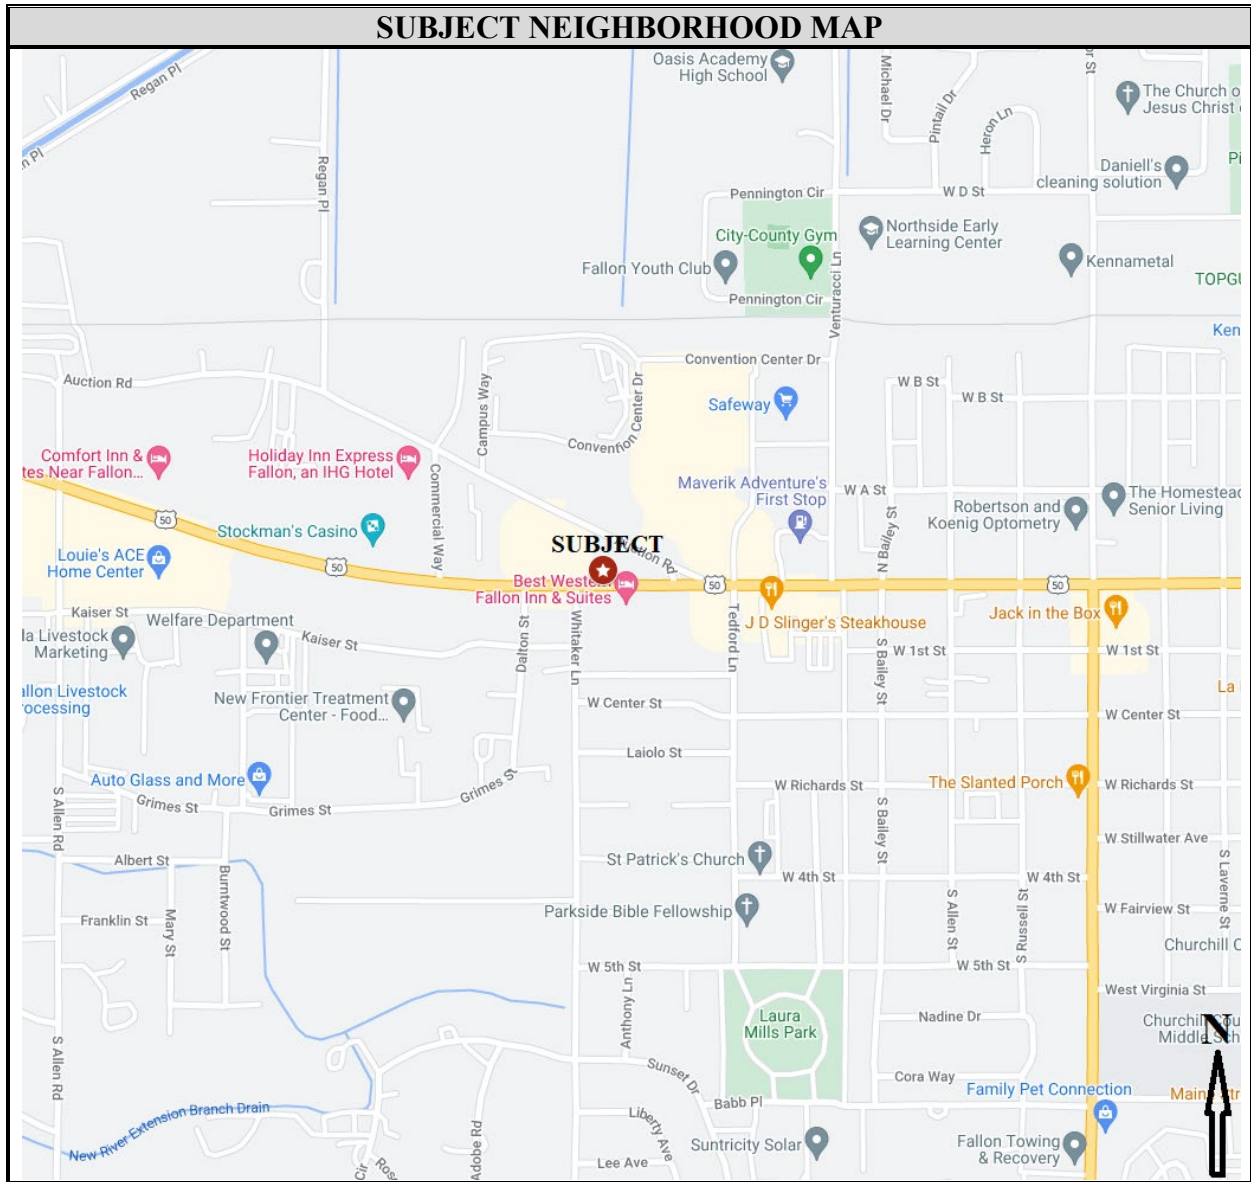 SUBJECT NEIGHBORHOOD MAP
Oasis Academy
High School
Regan Pl
Michael Dr
Pintail Dr
Heron Ln
The Church o
Jesus Christ
n Pl
Regan Pl
Daniell's
cleaning solution
Pennington Cir
W D St
City-County Gym
Northside Early
Learning Center
Fallon Youth Club
Kennametal
Pennington Cir
Venturacci Ln
TOPGU
Ken
Convention Center Dr
Auction Rd
Campus Way
Convention Center Dr
W B St
W B St
Safeway
Convention
Comfort Inn &
tes Near Fallon...
Holiday Inn Express
Fallon, an IHG Hotel
Commercial Way
Maverik Adventure's
First Stop
W A St
Robertson and
Koenig Optometry
The Homestead
Senior Living
50
Stockman's Casino
N Bailey St
SUBJECT
Louie's ACE
Home Center
50
Best Western
Fallon Inn & Suites
50
50
Kaiser St
Welfare Department
J D Slinger's Steakhouse
Jack in the Box
la Livestock
Marketing
Kaiser St
Dalton St
Whitaker Ln
Tedford Ln
S Bailey St
W 1st St
W 1st St
allon Livestock
ocessing
New Frontier Treatment
Center - Food...
La
W Center St
W Center St
Laiolo St
Auto Glass and More
Grimes St
W Richards St
The Slanted Porch
W Richards St
S Allen Rd
Grimes St
Grimes St
S Bailey St
W Stillwater Ave
Albert St
St Patrick's Church
S Laverne St
W 4th St
W 4th St
Burntwood St
Franklin St
Mary St
Parkside Bible Fellowship
S Allen St
S Russell St
W Fairview St
Churchill C
W 5th St
W 5th St
Anthony Ln
West Virginia St
Laura
Mills Park
Nadine Dr
Churchill Cou
Middle Sch
N
S Allen Rd
Sunset Dr
Cora Way
Family Pet Connection
Main Str
New River Extension Branch Drain
Babb Pl
Liberty Ave
Adobe Rd
Suntricity Solar
Fallon Towing
& Recovery
Cir
Ros
Lee Ave